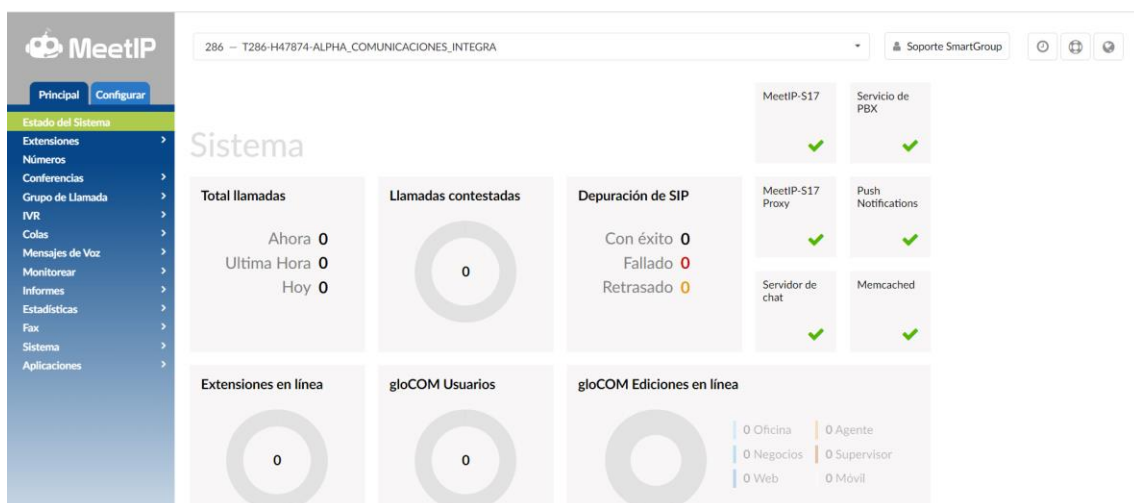 MeetIP
286 — T286-H47874-ALPHA_COMUNICACIONES_INTEGRA
Soporte SmartGroup
Principal
Configurar
Estado del Sistema
Extensiones
Números
Conferencias
Grupo de Llamada
IVR
Colas
Mensajes de Voz
Monitorear
Informes
Estadísticas
Fax
Sistema
Aplicaciones
Sistema
MeetIP-S17
Servicio de
PBX
Total llamadas
Ahora 0
Ultima Hora 0
Hoy 0
Llamadas contestadas
0
Depuración de SIP
Con éxito 0
Fallado 0
Retrasado 0
MeetIP-S17
Proxy
Push
Notifications
Servidor de
chat
Memcached
Extensiones en línea
0
gloCOM Usuarios
0
gloCOM Ediciones en línea
0 Oficina
0 Agente
0 Negocios
0 Supervisor
0 Web
0 Móvil